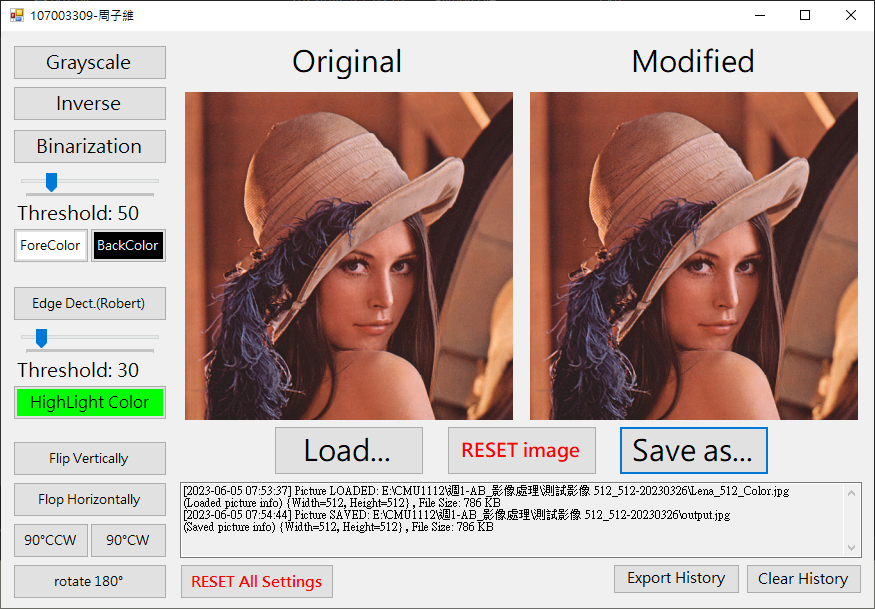 107003309-周子維
Grayscale
Inverse
Binarization
Threshold: 50
ForeColor
BackColor
Edge Dect.(Robert)
Threshold: 30
HighLight Color
Flip Vertically
Flop Horizontally
90°CCW
90°CW
rotate 180°
Original
Modified
Load...
RESET image
Save as...
[2023-06-05 07:53:37] Picture LOADED: E:\CMU1112\週1-AB_影像處理\測試影像 512_512-20230326\Lena_512_Color.jpg
(Loaded picture info) {Width=512, Height=512} , File Size: 786 KB
[2023-06-05 07:54:44] Picture SAVED: E:\CMU1112\週1-AB_影像處理\測試影像 512_512-20230326\output.jpg
(Saved picture info) {Width=512, Height=512} , File Size: 786 KB
RESET All Settings
Export History
Clear History